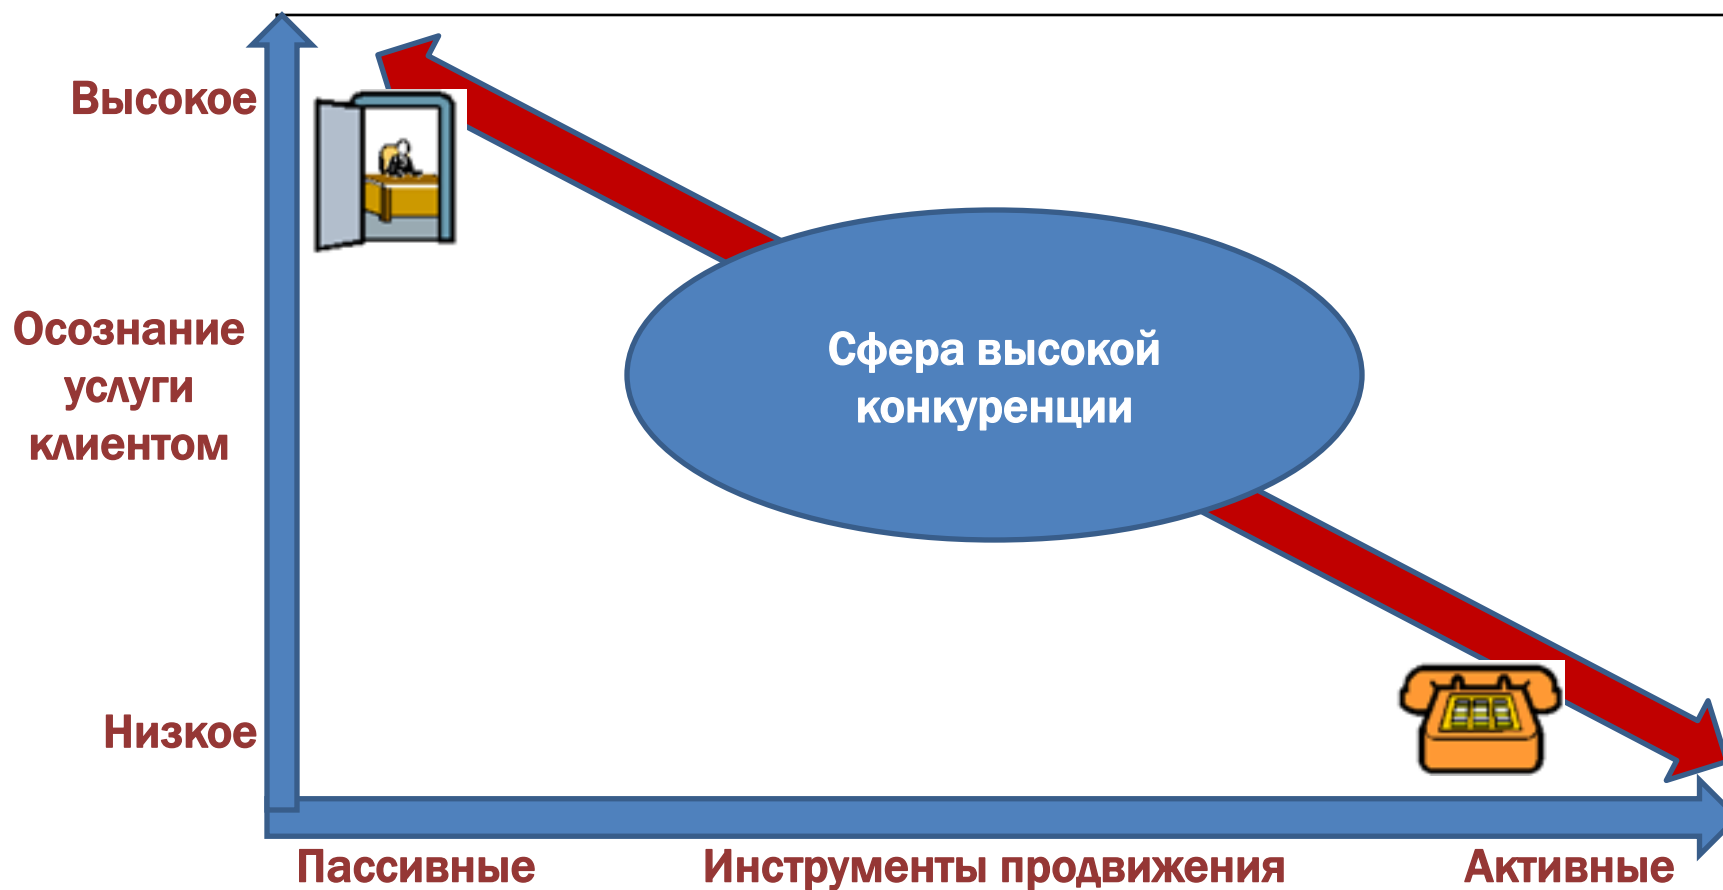 Высокое
Осознание
услуги
клиентом
Сфера высокой
конкуренции
Низкое
Пассивные
Инструменты продвижения
Активные